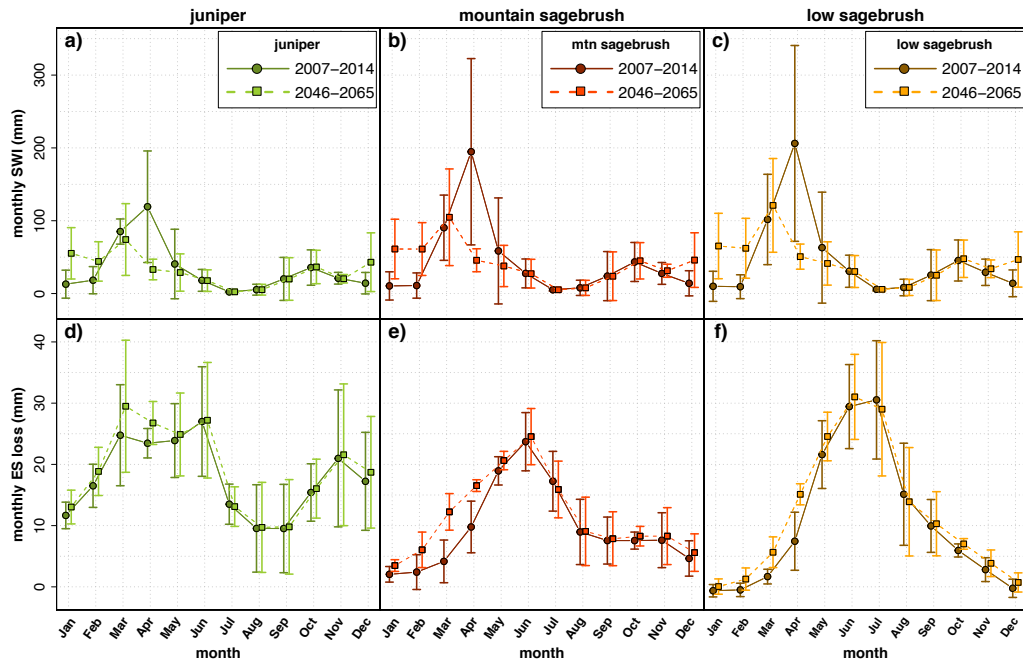 juniper mountain sagebrush low sagebrush
a) juniper
2007−2014
2046−2065
b) mtn sagebrush
2007−2014
2046−2065
c) low sagebrush
2007−2014
2046−2065
monthly SWI (mm)
0 100 200 300
d) e) f)
monthly ES loss (mm)
0 10 20 30 40
Jan Feb Mar Apr May Jun Jul Aug Sep Oct Nov Dec
Jan Feb Mar Apr May Jun Jul Aug Sep Oct Nov Dec
Jan Feb Mar Apr May Jun Jul Aug Sep Oct Nov Dec
month month month